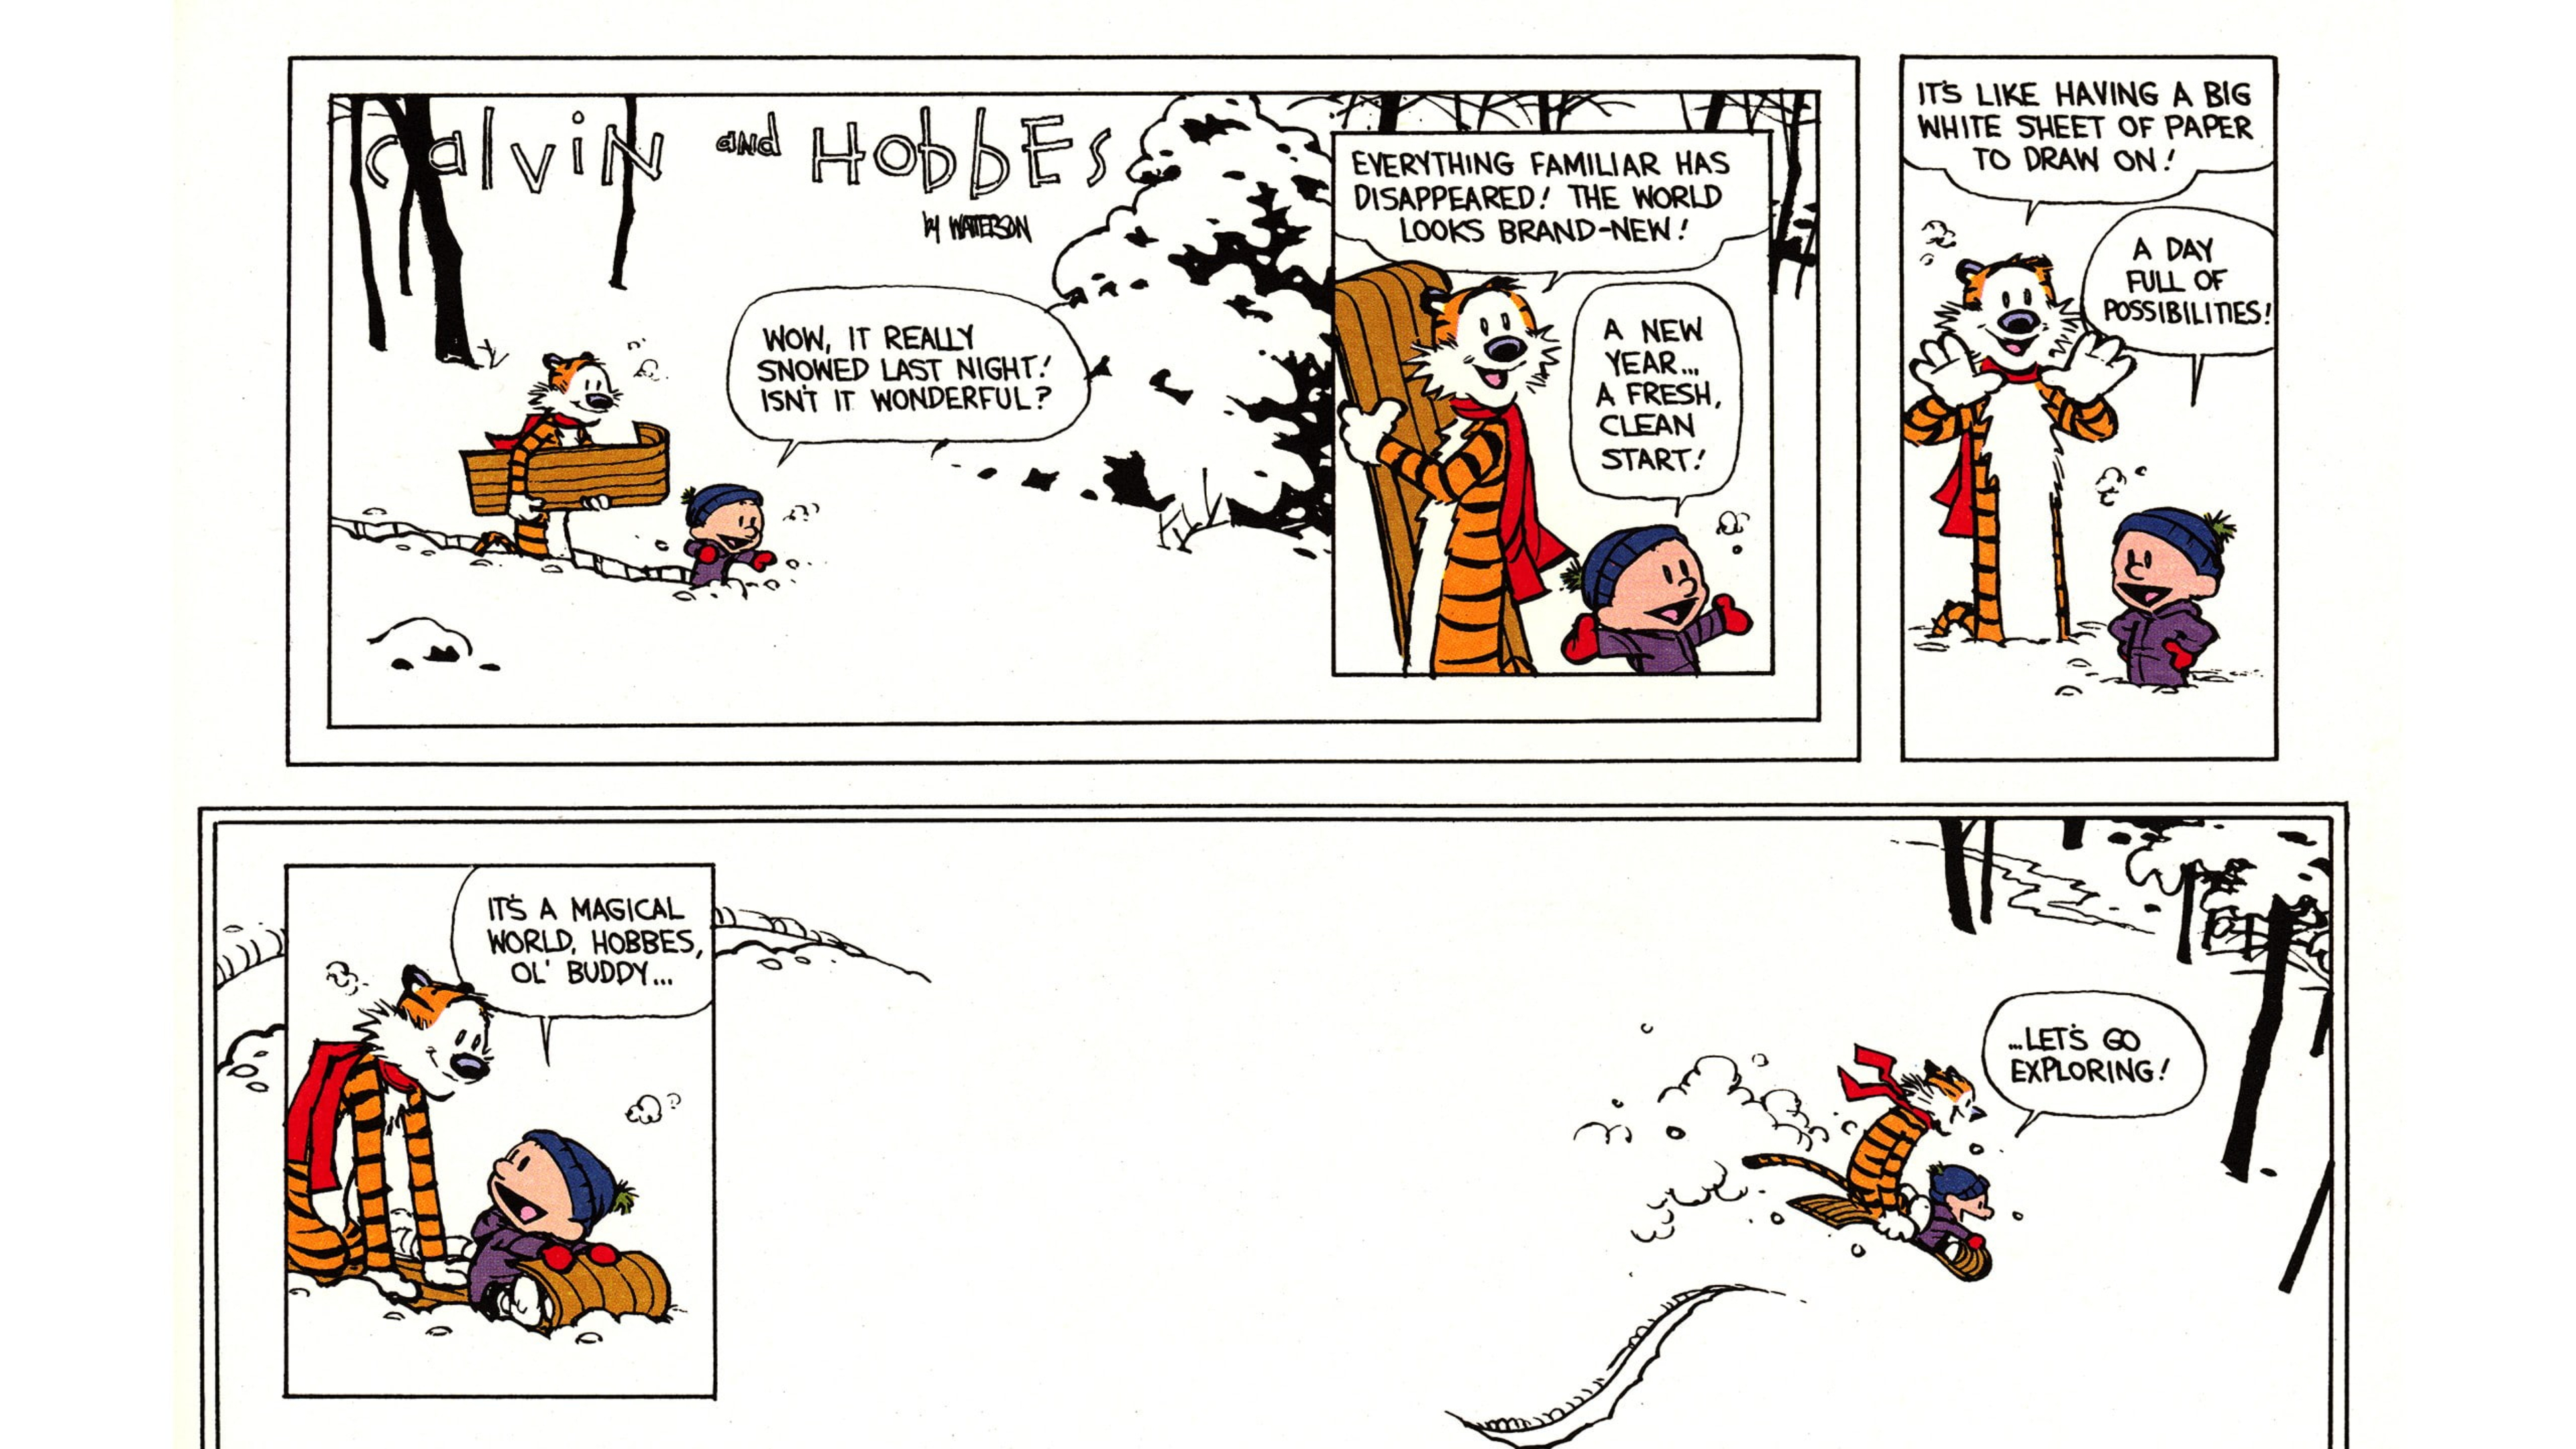 CalviN and HobbEs
by WATTERSON
WOW, IT REALLY
SNOWED LAST NIGHT!
ISN'T IT WONDERFUL?
EVERYTHING FAMILIAR HAS
DISAPPEARED! THE WORLD
LOOKS BRAND-NEW!
A NEW
YEAR...
A FRESH,
CLEAN
START!
IT'S LIKE HAVING A BIG
WHITE SHEET OF PAPER
TO DRAW ON!
A DAY
FULL OF
POSSIBILITIES!
IT'S A MAGICAL
WORLD, HOBBES,
OL' BUDDY...
...LET'S GO
EXPLORING!